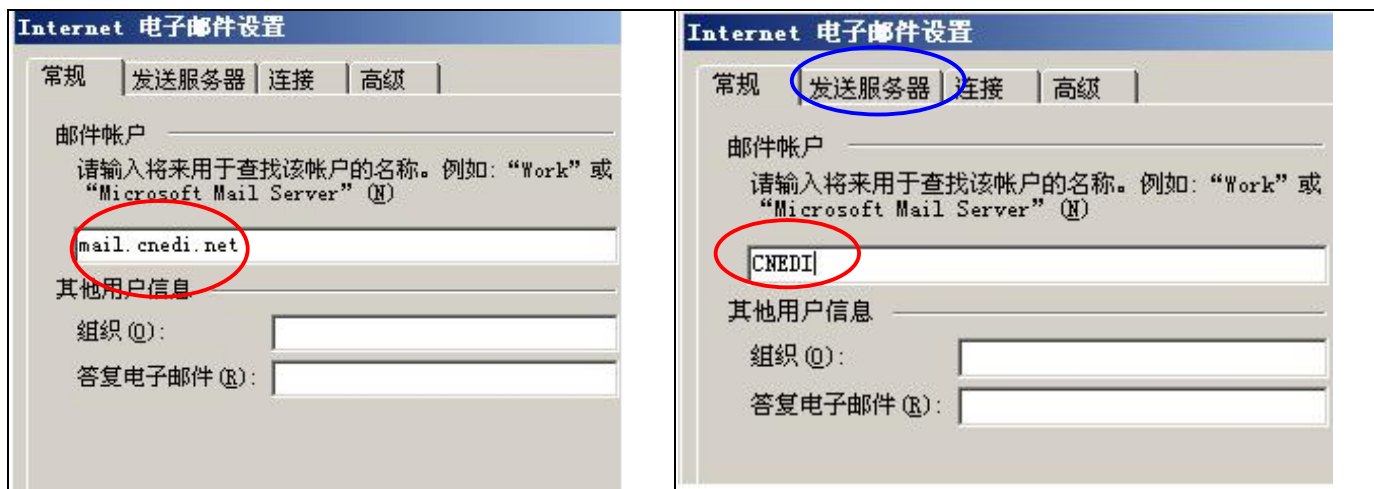 Internet 电子邮件设置
常规 发送服务器 连接 高级
邮件帐户
请输入将来用于查找该帐户的名称。例如: “Work” 或
“Microsoft Mail Server” (N)
mail.cnedi.net
其他用户信息
组织(O):
答复电子邮件(R):
Internet 电子邮件设置
常规 发送服务器 连接 高级
邮件帐户
请输入将来用于查找该帐户的名称。例如: “Work” 或
“Microsoft Mail Server” (N)
CNEDI
其他用户信息
组织(O):
答复电子邮件(R):